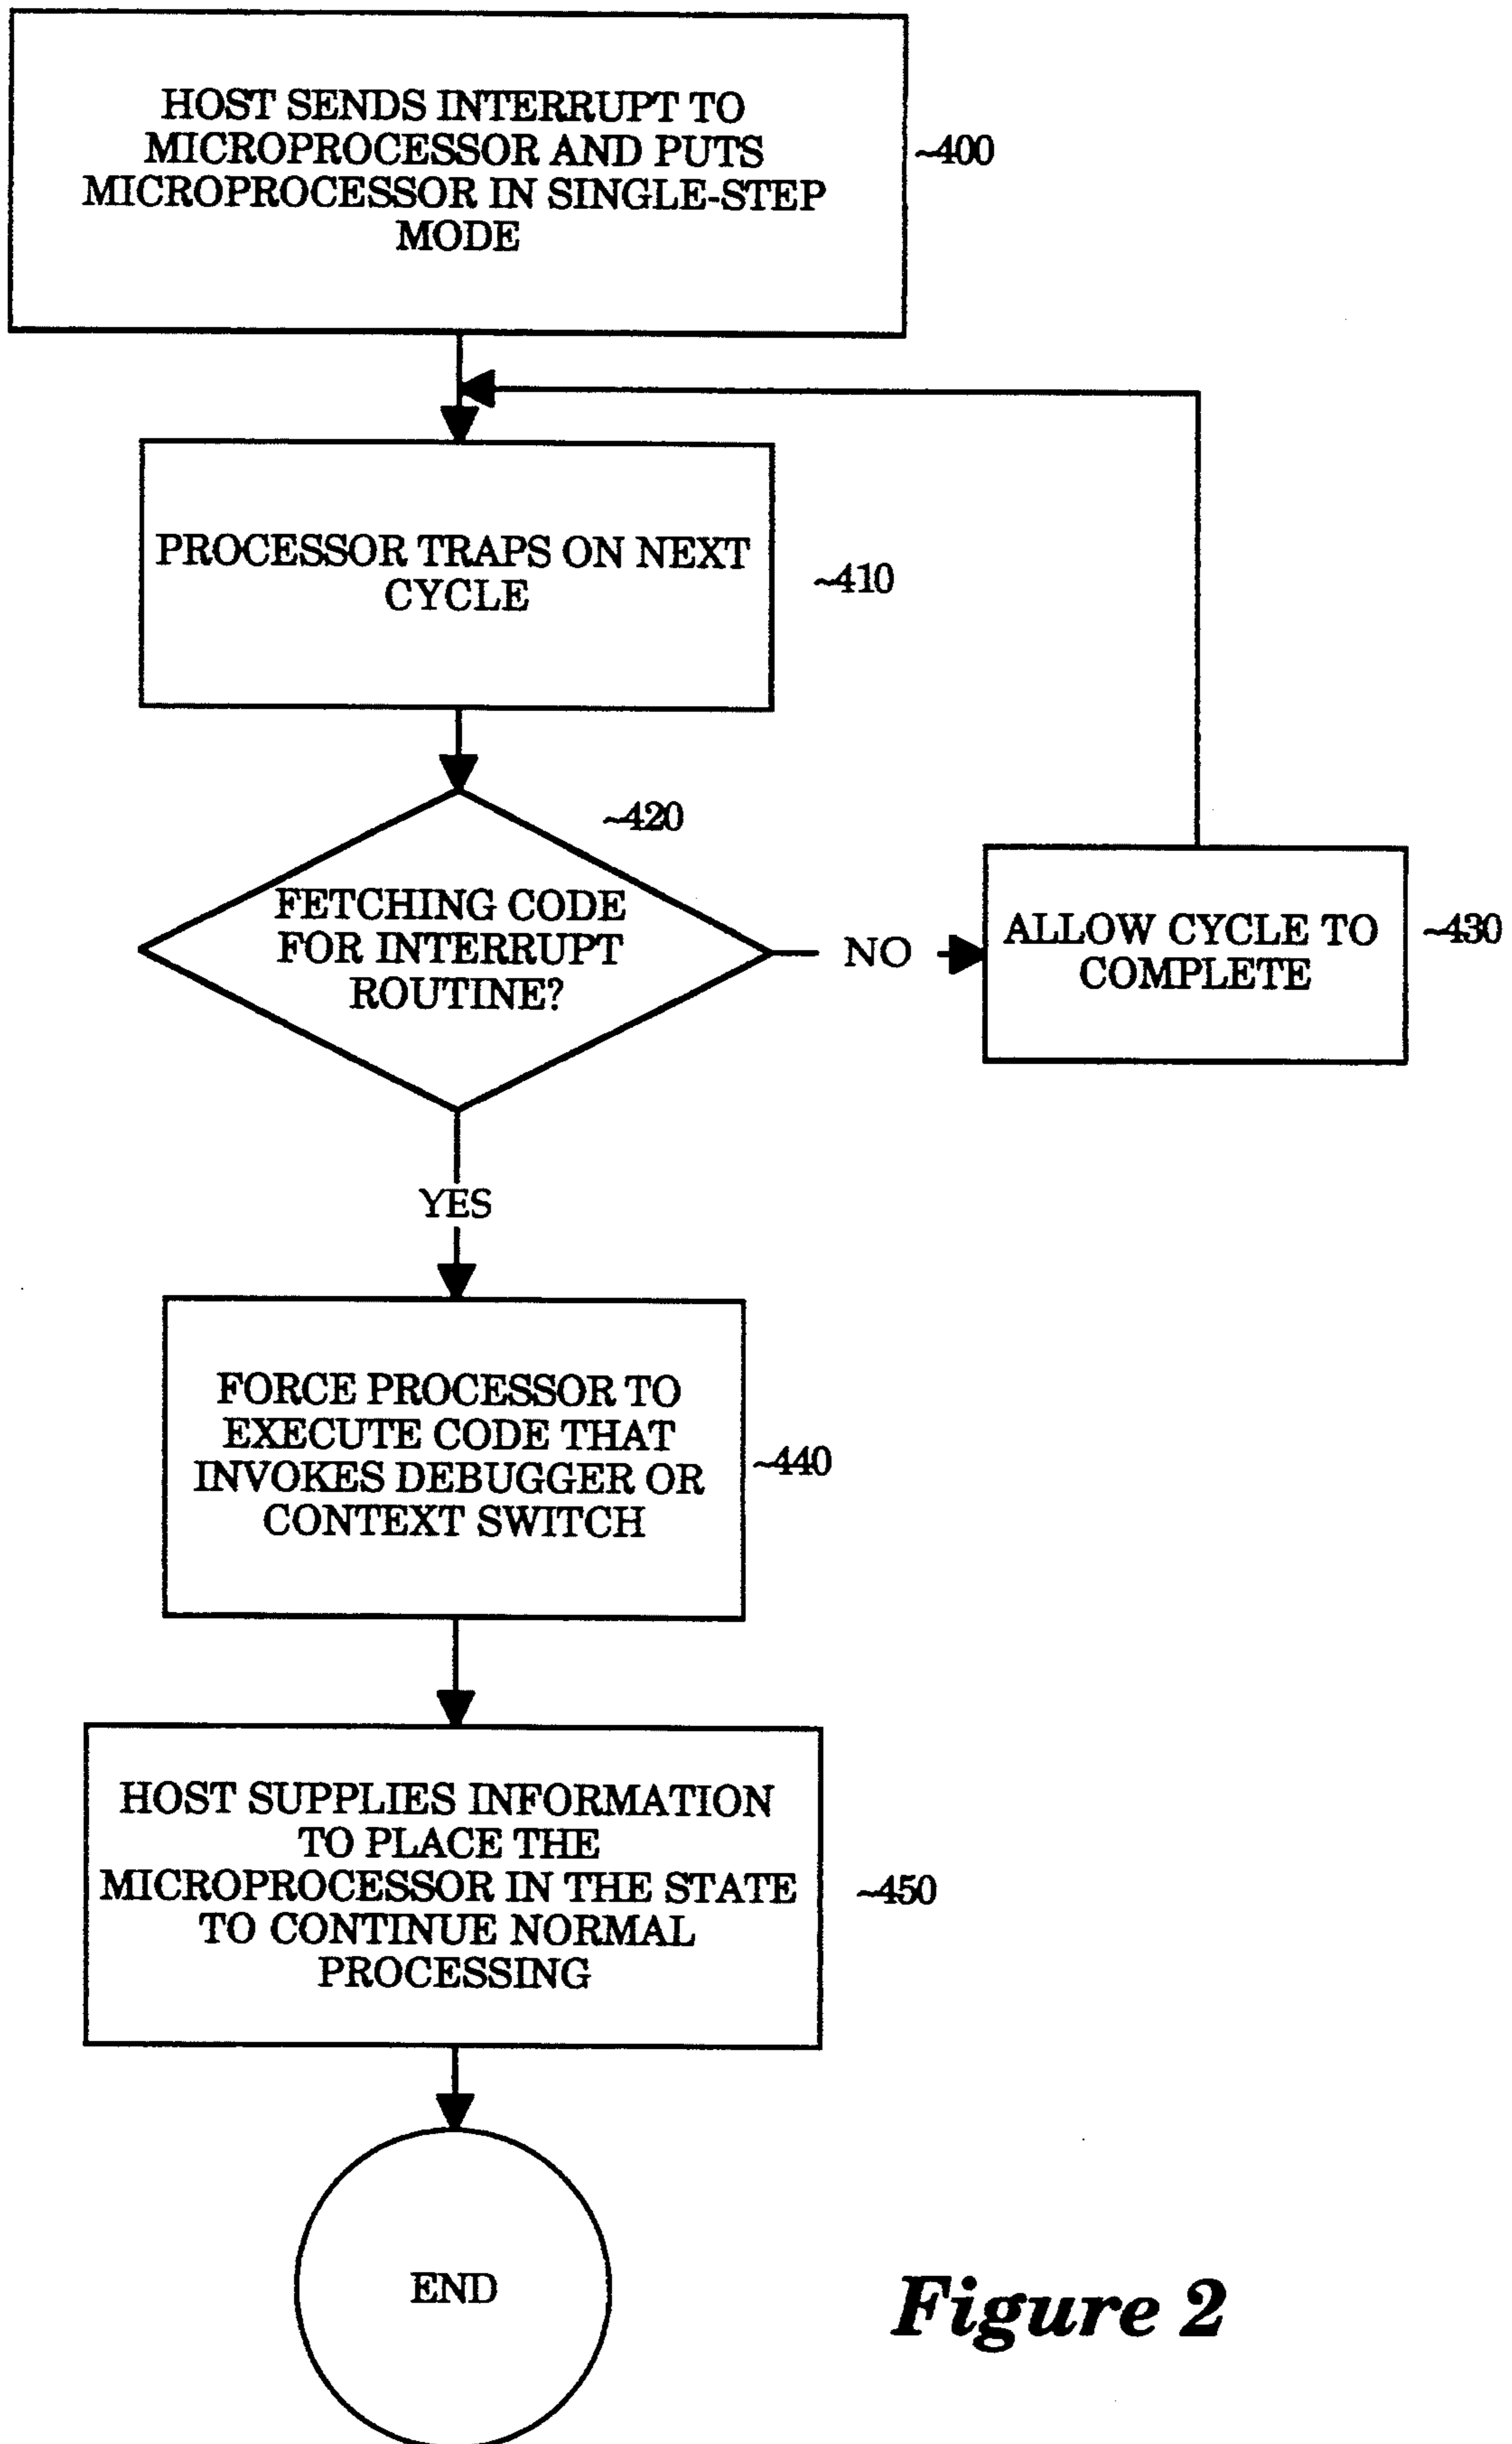 HOST SENDS INTERRUPT TO
MICROPROCESSOR AND PUTS
MICROPROCESSOR IN SINGLE-STEP
MODE
~400
PROCESSOR TRAPS ON NEXT
CYCLE
~410
~420
FETCHING CODE
FOR INTERRUPT
ROUTINE?
NO
ALLOW CYCLE TO
COMPLETE
~430
YES
FORCE PROCESSOR TO
EXECUTE CODE THAT
INVOKES DEBUGGER OR
CONTEXT SWITCH
~440
HOST SUPPLIES INFORMATION
TO PLACE THE
MICROPROCESSOR IN THE STATE
TO CONTINUE NORMAL
PROCESSING
~450
END
Figure 2